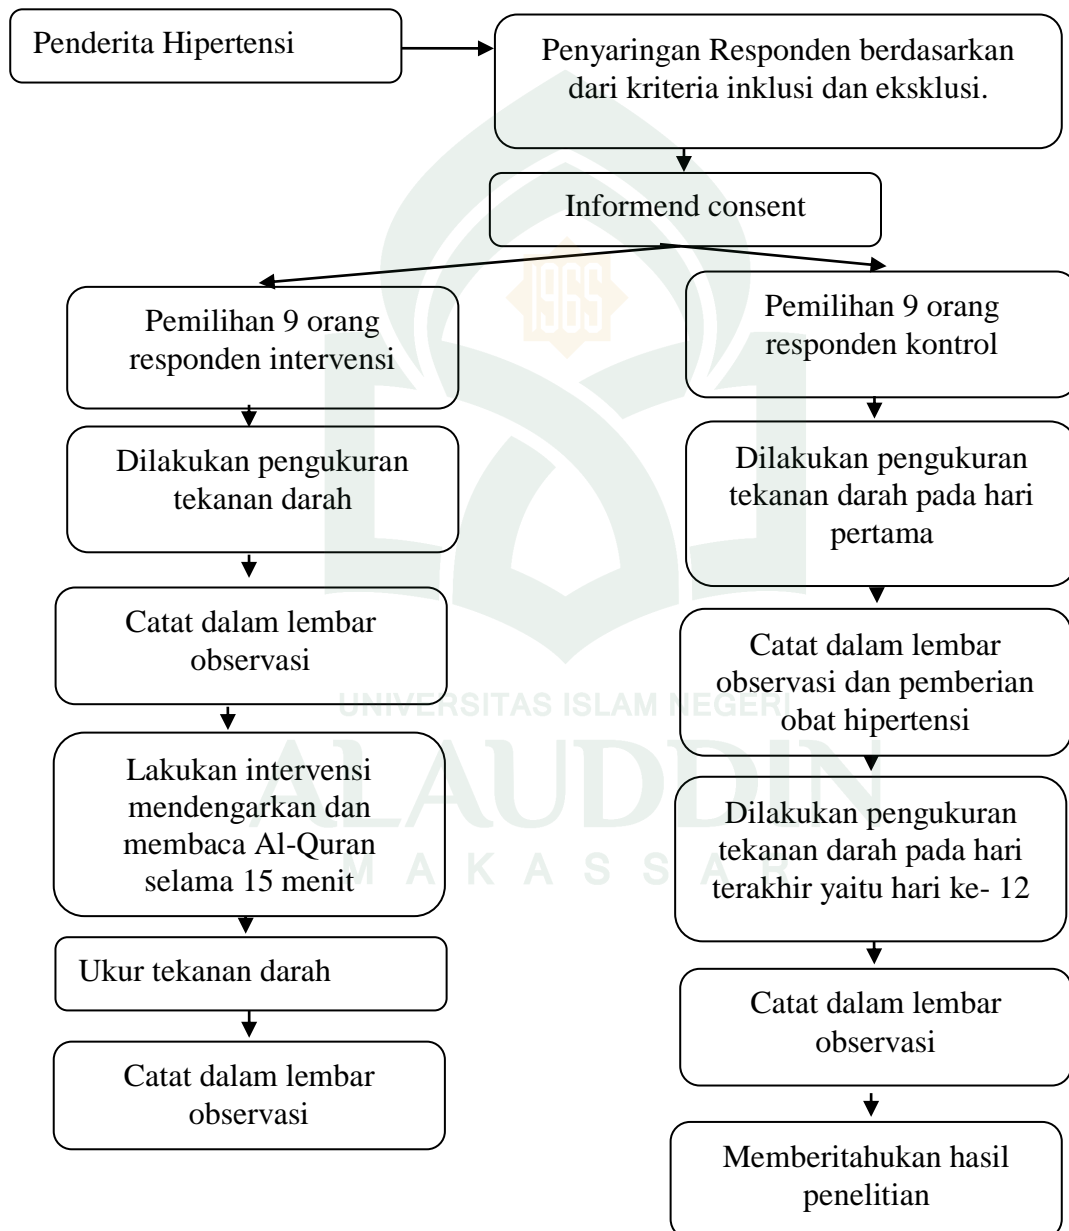 Penderita Hipertensi
Penyaringan Responden berdasarkan
dari kriteria inklusi dan eksklusi.
Informend consent
1965
Pemilihan 9 orang
responden intervensi
Dilakukan pengukuran
tekanan darah
Catat dalam lembar
observasi
Lakukan intervensi
mendengarkan dan
membaca Al-Quran
selama 15 menit
Ukur tekanan darah
Catat dalam lembar
observasi
Pemilihan 9 orang
responden kontrol
Dilakukan pengukuran
tekanan darah pada hari
pertama
Catat dalam lembar
observasi dan pemberian
obat hipertensi
Dilakukan pengukuran
tekanan darah pada hari
terakhir yaitu hari ke- 12
Catat dalam lembar
observasi
Memberitahukan hasil
penelitian
UNIVERSITAS ISLAM NEGERI
ALAUDDIN
MAKASSAR